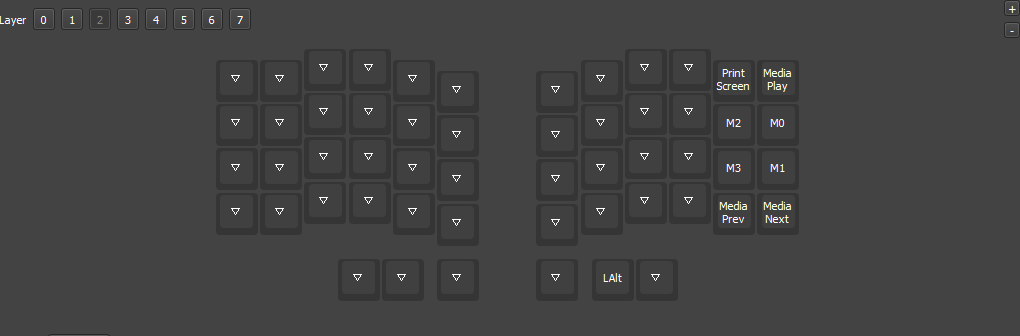 Layer 0 1 2 3 4 5 6 7
+
-
Print
Screen
Media
Play
M2
M0
M3
M1
Media
Prev
Media
Next
LAlt